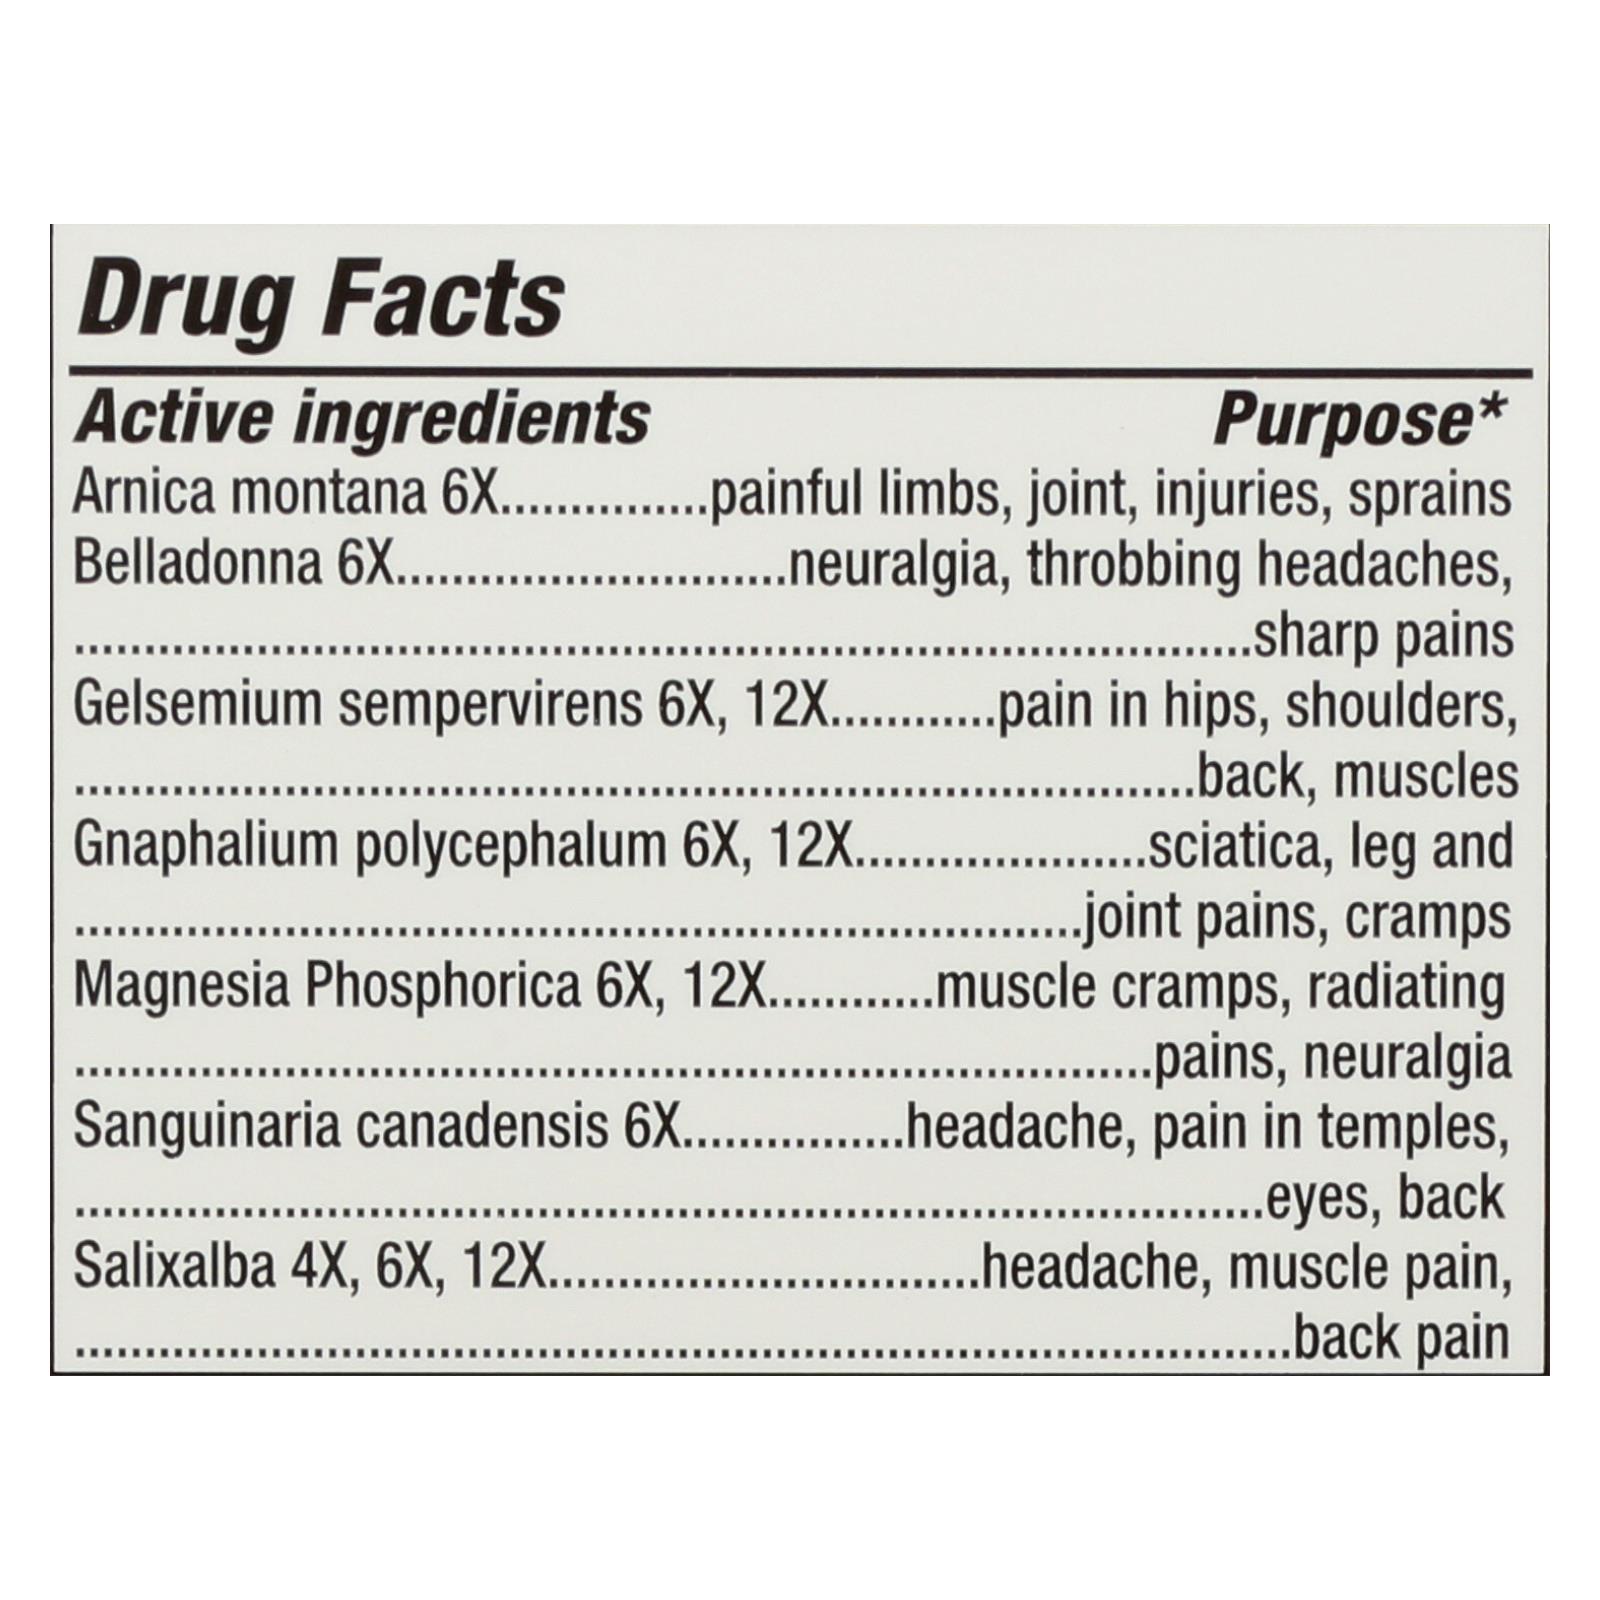 Drug Facts
Active ingredients Purpose*
Arnica montana 6X...............painful limbs, joint, injuries, sprains
Belladonna 6X............................neuralgia, throbbing headaches,
....................................................................................sharp pains
Gelsemium sempervirens 6X, 12X............pain in hips, shoulders,
................................................................................back, muscles
Gnaphalium polycephalum 6X, 12X.....................sciatica, leg and
........................................................................joint pains, cramps
Magnesia Phosphorica 6X, 12X............muscle cramps, radiating
.............................................................................pains, neuralgia
Sanguinaria canadensis 6X................headache, pain in temples,
.....................................................................................eyes, back
Salixalba 4X, 6X, 12X...............................headache, muscle pain,
.......................................................................................back pain